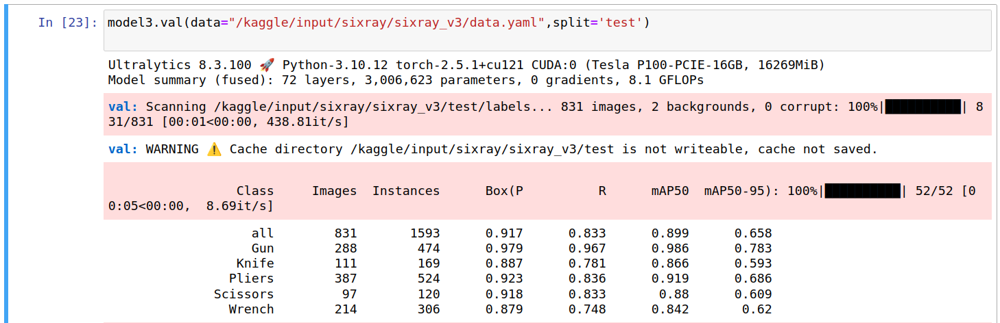 In [23]: model3.val(data="/kaggle/input/sixray/sixray_v3/data.yaml",split='test')
Ultralytics 8.3.100 🚀 Python-3.10.12 torch-2.5.1+cu121 CUDA:0 (Tesla P100-PCIE-16GB, 16269MiB)
Model summary (fused): 72 layers, 3,006,623 parameters, 0 gradients, 8.1 GFLOPs
val: Scanning /kaggle/input/sixray/sixray_v3/test/labels... 831 images, 2 backgrounds, 0 corrupt: 100%|██████████| 8
31/831 [00:01<00:00, 438.81it/s]
val: WARNING ⚠️ Cache directory /kaggle/input/sixray/sixray_v3/test is not writeable, cache not saved.
Class Images Instances Box(P R mAP50 mAP50-95): 100%|██████████| 52/52 [0
0:05<00:00, 8.69it/s]
all 831 1593 0.917 0.833 0.899 0.658
Gun 288 474 0.979 0.967 0.986 0.783
Knife 111 169 0.887 0.781 0.866 0.593
Pliers 387 524 0.923 0.836 0.919 0.686
Scissors 97 120 0.918 0.833 0.88 0.609
Wrench 214 306 0.879 0.748 0.842 0.62